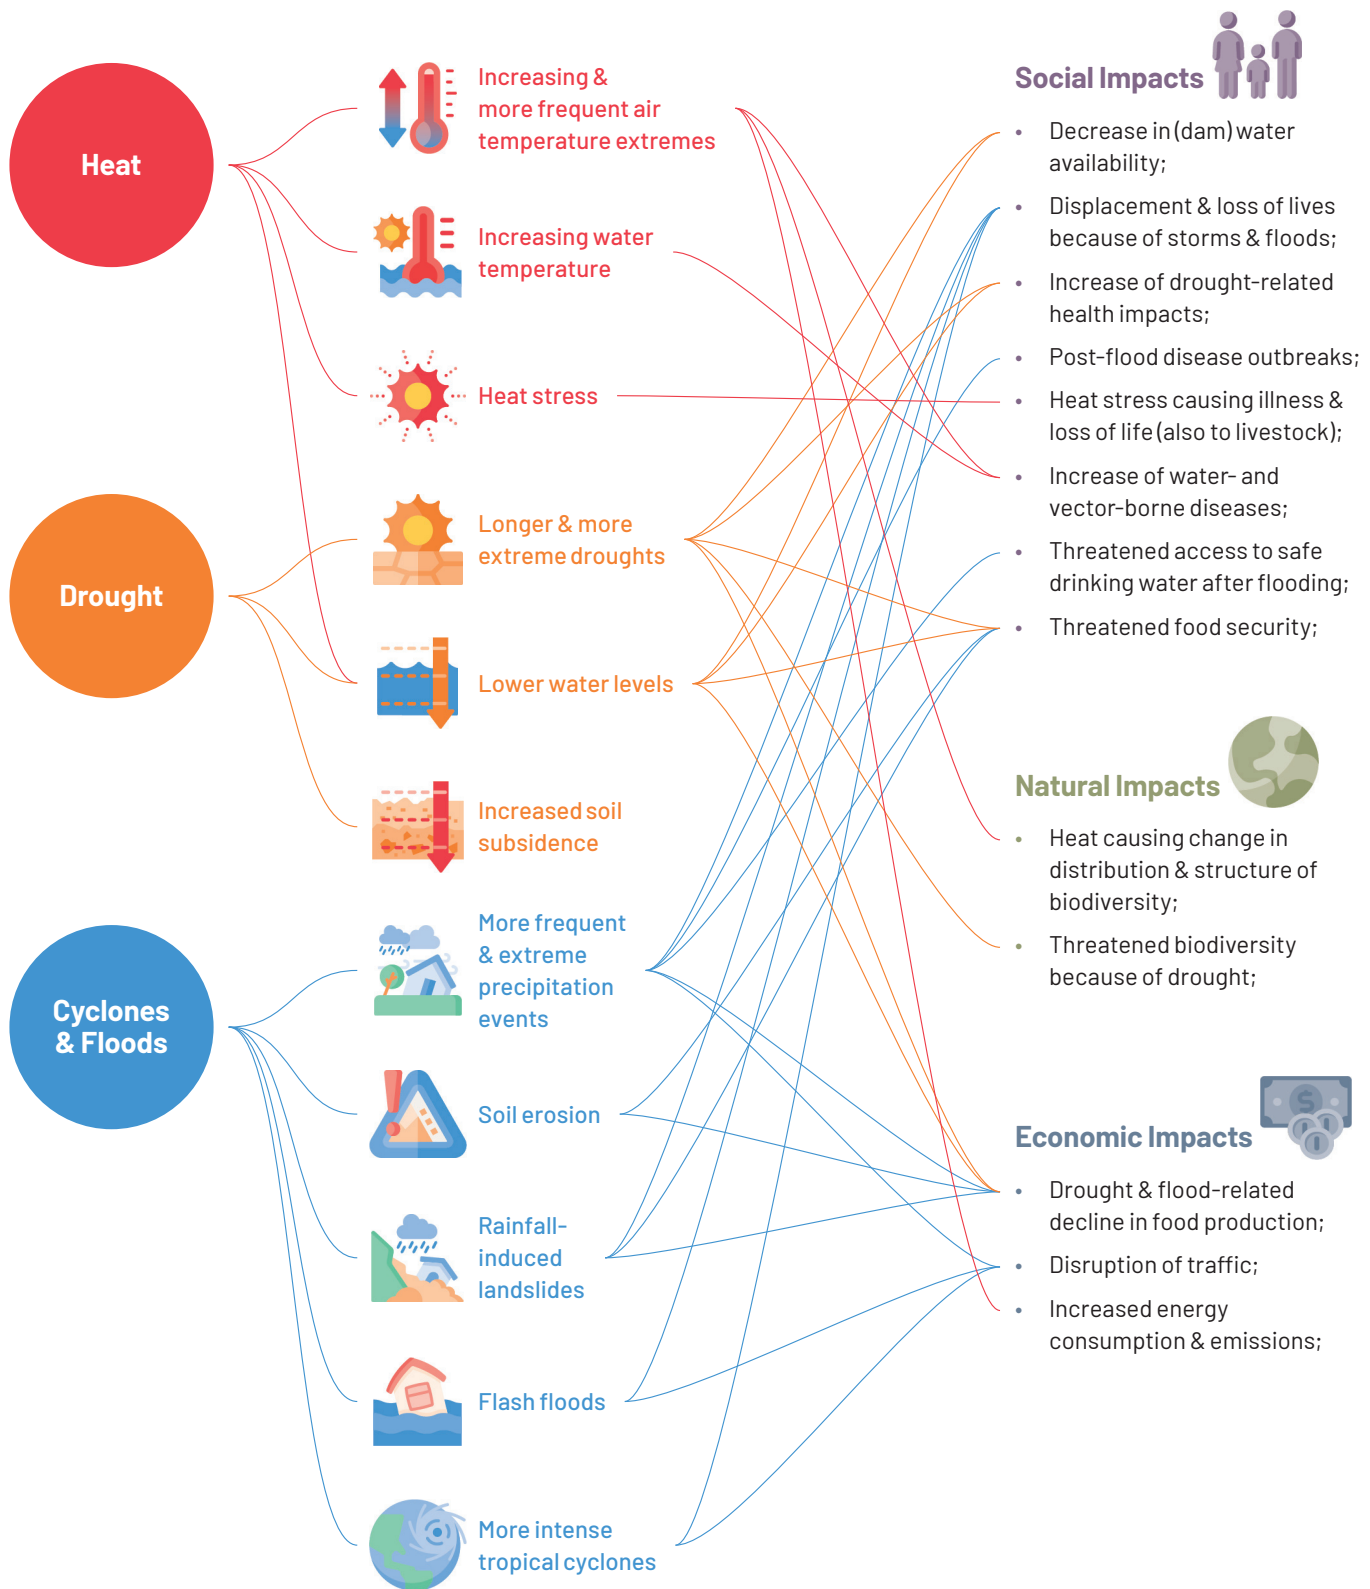 Heat
Increasing &
more frequent air
temperature extremes
Increasing water
temperature
Heat stress
Drought
Longer & more
extreme droughts
Lower water levels
Increased soil
subsidence
Cyclones
& Floods
More frequent
& extreme
precipitation
events
Soil erosion
Rainfall-
induced
landslides
Flash floods
More intense
tropical cyclones
Social Impacts
• Decrease in (dam) water
availability;
• Displacement & loss of lives
because of storms & floods;
• Increase of drought-related
health impacts;
• Post-flood disease outbreaks;
• Heat stress causing illness &
loss of life (also to livestock);
• Increase of water- and
vector-borne diseases;
• Threatened access to safe
drinking water after flooding;
• Threatened food security;
Natural Impacts
• Heat causing change in
distribution & structure of
biodiversity;
• Threatened biodiversity
because of drought;
Economic Impacts
$
• Drought & flood-related
decline in food production;
• Disruption of traffic;
• Increased energy
consumption & emissions;